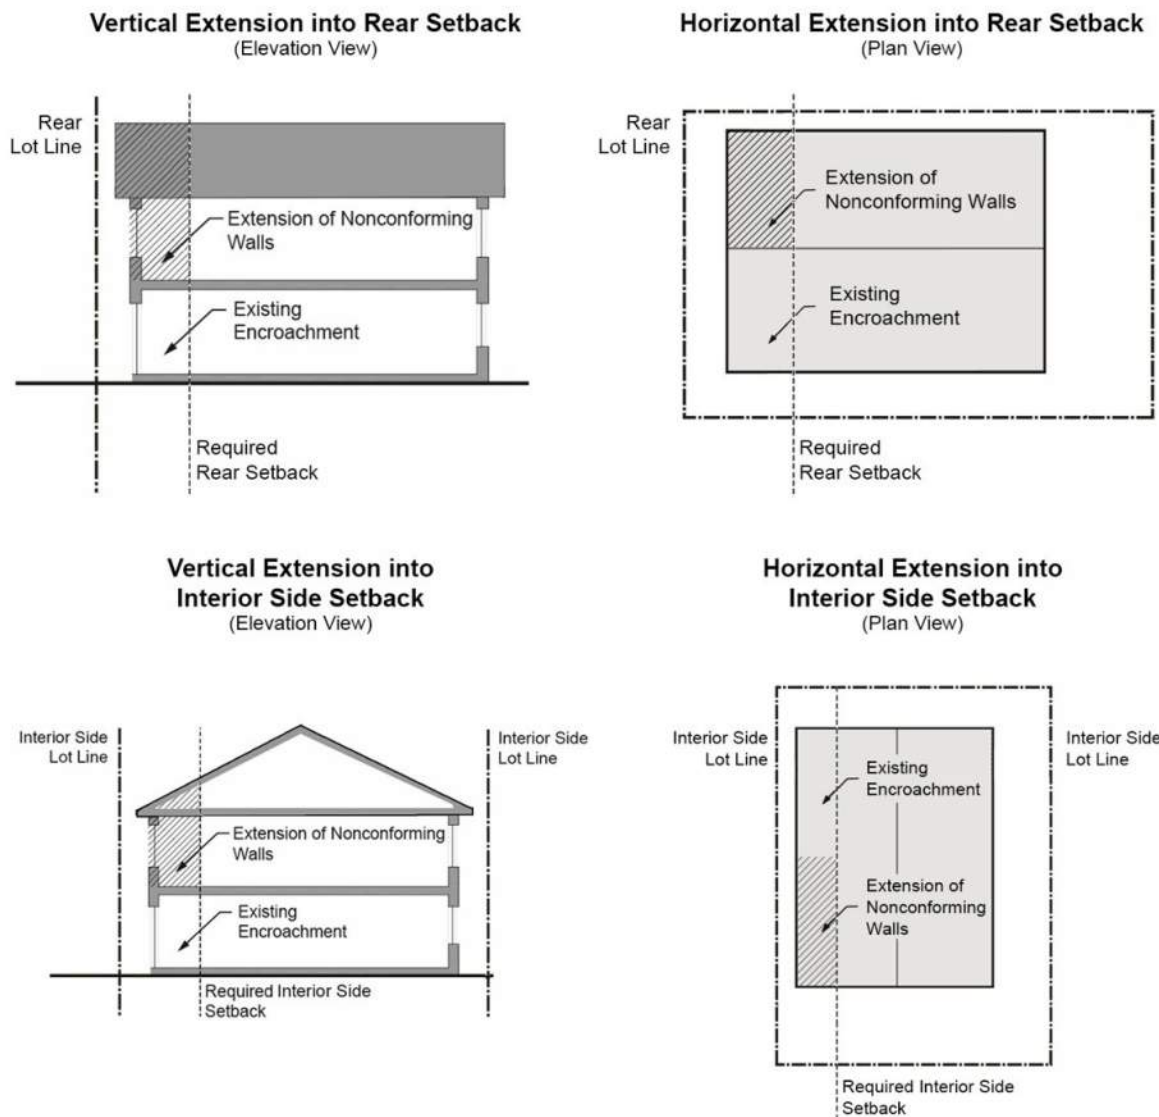 Vertical Extension into Rear Setback
(Elevation View)
Rear
Lot Line
Extension of Nonconforming
Walls
Existing
Encroachment
Required
Rear Setback
Horizontal Extension into Rear Setback
(Plan View)
Rear
Lot Line
Extension of
Nonconforming Walls
Existing
Encroachment
Required
Rear Setback
Vertical Extension into
Interior Side Setback
(Elevation View)
Interior Side
Lot Line
Interior Side
Lot Line
Extension of Nonconforming
Walls
Existing
Encroachment
Required Interior Side
Setback
Horizontal Extension into
Interior Side Setback
(Plan View)
Interior Side
Lot Line
Interior Side
Lot Line
Existing
Encroachment
Extension of
Nonconforming
Walls
Required Interior Side
Setback